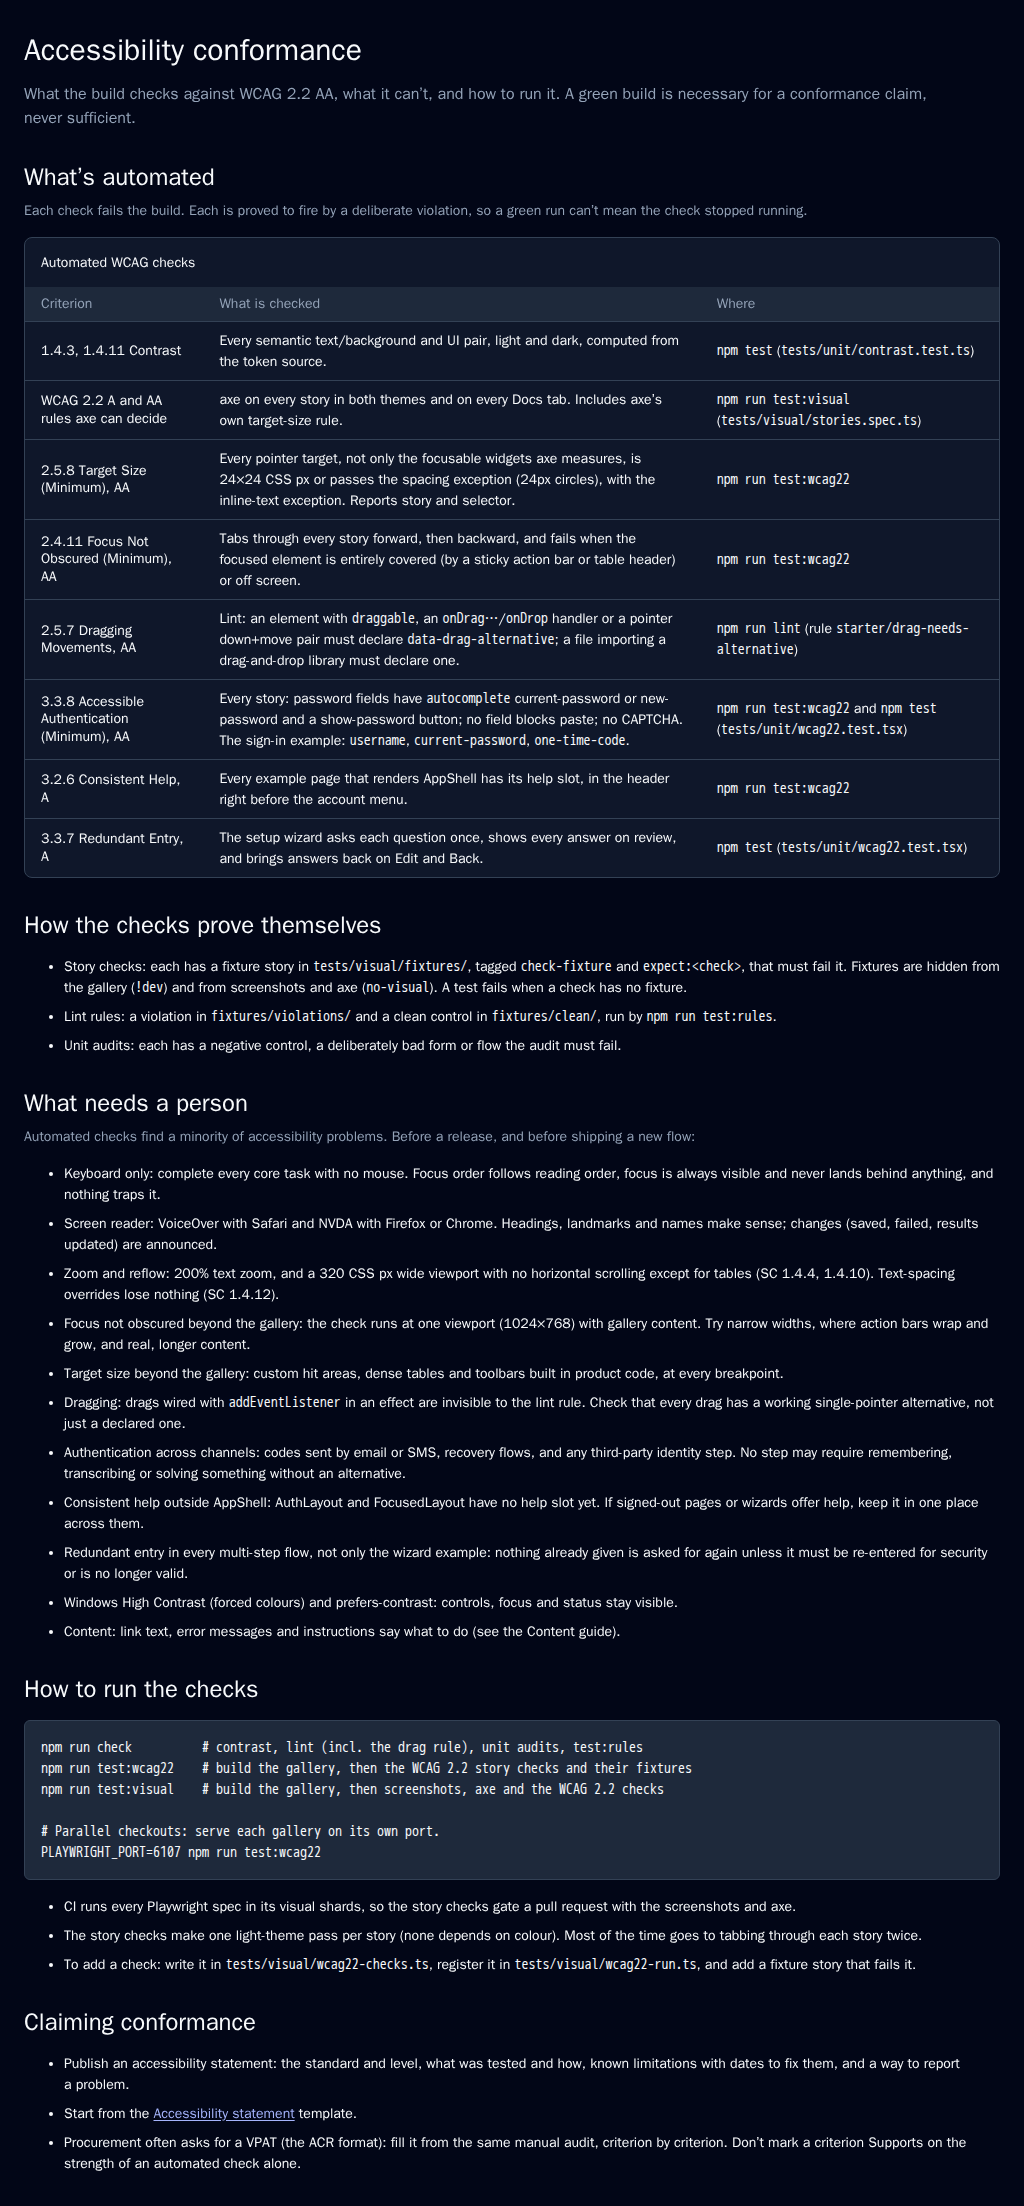 Accessibility conformance
What the build checks against WCAG 2.2 AA, what it can't, and how to run it. A green build is necessary for a conformance claim,
never sufficient.
What's automated
Each check fails the build. Each is proved to fire by a deliberate violation, so a green run can't mean the check stopped running.
Automated WCAG checks
Criterion What is checked Where
1.4.3, 1.4.11 Contrast
Every semantic text/background and UI pair, light and dark, computed from
the token source.
npm test (tests/unit/contrast.test.ts)
WCAG 2.2 A and AA
rules axe can decide
axe on every story in both themes and on every Docs tab. Includes axe's
own target-size rule.
npm run test:visual
(tests/visual/stories.spec.ts)
2.5.8 Target Size
(Minimum), AA
Every pointer target, not only the focusable widgets axe measures, is
24×24 CSS px or passes the spacing exception (24px circles), with the
inline-text exception. Reports story and selector.
npm run test:wcag22
2.4.11 Focus Not
Obscured (Minimum),
AA
Tabs through every story forward, then backward, and fails when the
focused element is entirely covered (by a sticky action bar or table header)
or off screen.
npm run test:wcag22
2.5.7 Dragging
Movements, AA
Lint: an element with draggable, an onDrag…/onDrop handler or a pointer
down+move pair must declare data-drag-alternative; a file importing a
drag-and-drop library must declare one.
npm run lint (rule starter/drag-needs-
alternative)
3.3.8 Accessible
Authentication
(Minimum), AA
Every story: password fields have autocomplete current-password or new-
password and a show-password button; no field blocks paste; no CAPTCHA.
The sign-in example: username, current-password, one-time-code.
npm run test:wcag22 and npm test
(tests/unit/wcag22.test.tsx)
3.2.6 Consistent Help,
A
Every example page that renders AppShell has its help slot, in the header
right before the account menu.
npm run test:wcag22
3.3.7 Redundant Entry,
A
The setup wizard asks each question once, shows every answer on review,
and brings answers back on Edit and Back.
npm test (tests/unit/wcag22.test.tsx)
How the checks prove themselves
• Story checks: each has a fixture story in tests/visual/fixtures/, tagged check-fixture and expect:<check>, that must fail it. Fixtures are hidden from
the gallery (!dev) and from screenshots and axe (no-visual). A test fails when a check has no fixture.
• Lint rules: a violation in fixtures/violations/ and a clean control in fixtures/clean/, run by npm run test:rules.
• Unit audits: each has a negative control, a deliberately bad form or flow the audit must fail.
What needs a person
Automated checks find a minority of accessibility problems. Before a release, and before shipping a new flow:
• Keyboard only: complete every core task with no mouse. Focus order follows reading order, focus is always visible and never lands behind anything, and
nothing traps it.
• Screen reader: VoiceOver with Safari and NVDA with Firefox or Chrome. Headings, landmarks and names make sense; changes (saved, failed, results
updated) are announced.
• Zoom and reflow: 200% text zoom, and a 320 CSS px wide viewport with no horizontal scrolling except for tables (SC 1.4.4, 1.4.10). Text-spacing
overrides lose nothing (SC 1.4.12).
• Focus not obscured beyond the gallery: the check runs at one viewport (1024×768) with gallery content. Try narrow widths, where action bars wrap and
grow, and real, longer content.
• Target size beyond the gallery: custom hit areas, dense tables and toolbars built in product code, at every breakpoint.
• Dragging: drags wired with addEventListener in an effect are invisible to the lint rule. Check that every drag has a working single-pointer alternative, not
just a declared one.
• Authentication across channels: codes sent by email or SMS, recovery flows, and any third-party identity step. No step may require remembering,
transcribing or solving something without an alternative.
• Consistent help outside AppShell: AuthLayout and FocusedLayout have no help slot yet. If signed-out pages or wizards offer help, keep it in one place
across them.
• Redundant entry in every multi-step flow, not only the wizard example: nothing already given is asked for again unless it must be re-entered for security
or is no longer valid.
• Windows High Contrast (forced colours) and prefers-contrast: controls, focus and status stay visible.
• Content: link text, error messages and instructions say what to do (see the Content guide).
How to run the checks
npm run check # contrast, lint (incl. the drag rule), unit audits, test:rules
npm run test:wcag22 # build the gallery, then the WCAG 2.2 story checks and their fixtures
npm run test:visual # build the gallery, then screenshots, axe and the WCAG 2.2 checks
# Parallel checkouts: serve each gallery on its own port.
PLAYWRIGHT_PORT=6107 npm run test:wcag22
• CI runs every Playwright spec in its visual shards, so the story checks gate a pull request with the screenshots and axe.
• The story checks make one light-theme pass per story (none depends on colour). Most of the time goes to tabbing through each story twice.
• To add a check: write it in tests/visual/wcag22-checks.ts, register it in tests/visual/wcag22-run.ts, and add a fixture story that fails it.
Claiming conformance
• Publish an accessibility statement: the standard and level, what was tested and how, known limitations with dates to fix them, and a way to report
a problem.
• Start from the Accessibility statement template.
• Procurement often asks for a VPAT (the ACR format): fill it from the same manual audit, criterion by criterion. Don't mark a criterion Supports on the
strength of an automated check alone.